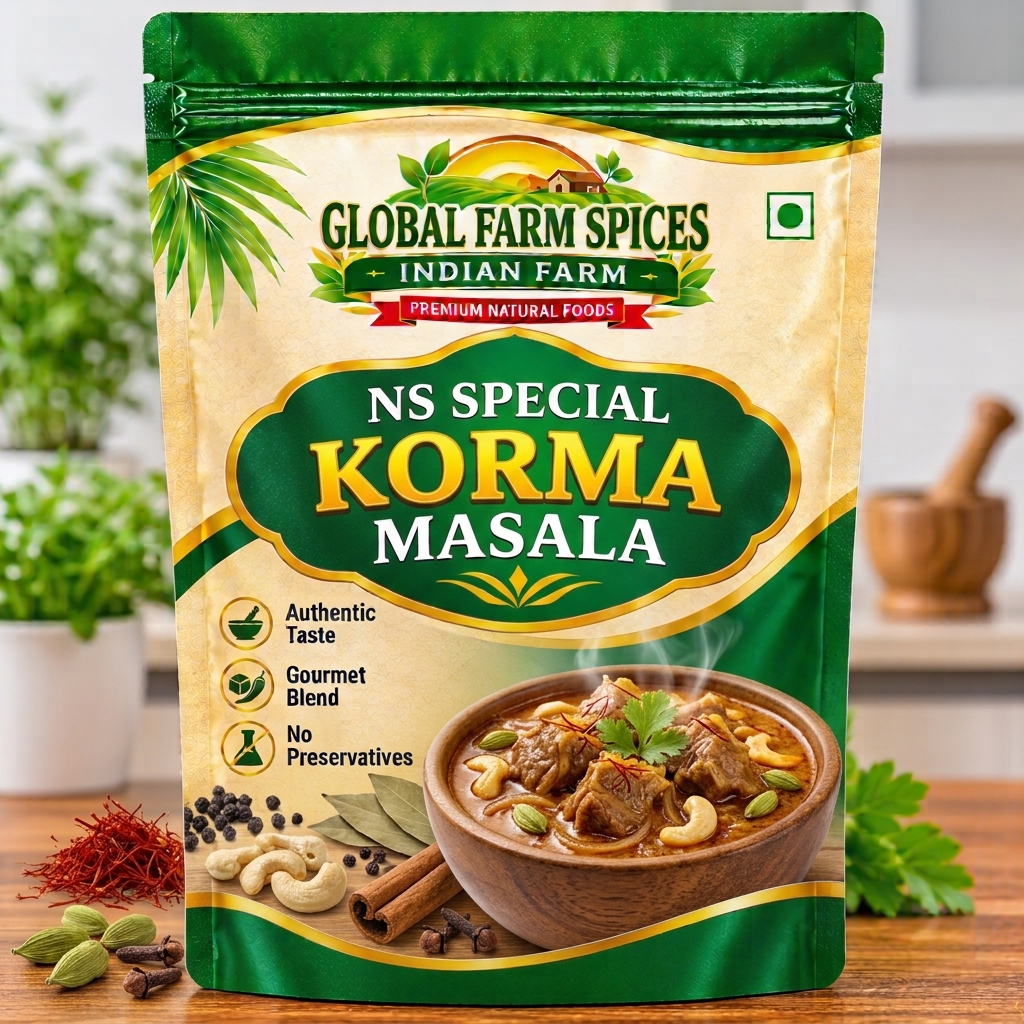 GLOBAL FARM SPICES
INDIAN FARM
PREMIUM NATURAL FOODS
NS SPECIAL
KORMA
MASALA
Authentic
Taste
Gourmet
Blend
No
Preservatives